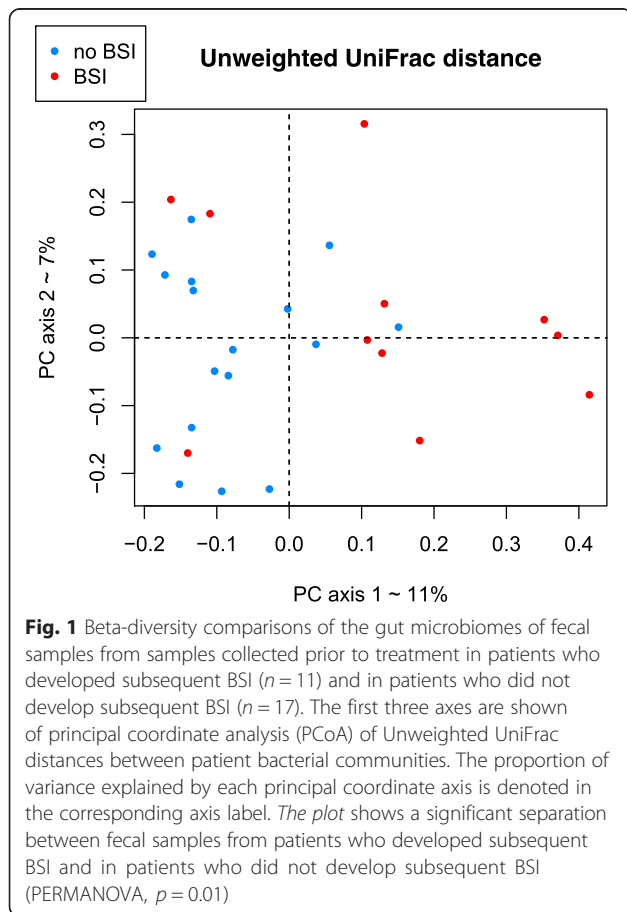 no BSI
BSI
Unweighted UniFrac distance
0.3
0.2
0.1
0.0
−0.1
−0.2
PC axis 2 ~ 7%
−0.2 −0.1 0.0 0.1 0.2 0.3 0.4
PC axis 1 ~ 11%
Fig. 1 Beta-diversity comparisons of the gut microbiomes of fecal
samples from samples collected prior to treatment in patients who
developed subsequent BSI (n = 11) and in patients who did not
develop subsequent BSI (n = 17). The first three axes are shown
of principal coordinate analysis (PCoA) of Unweighted UniFrac
distances between patient bacterial communities. The proportion of
variance explained by each principal coordinate axis is denoted in
the corresponding axis label. The plot shows a significant separation
between fecal samples from patients who developed subsequent
BSI and in patients who did not develop subsequent BSI
(PERMANOVA, p = 0.01)